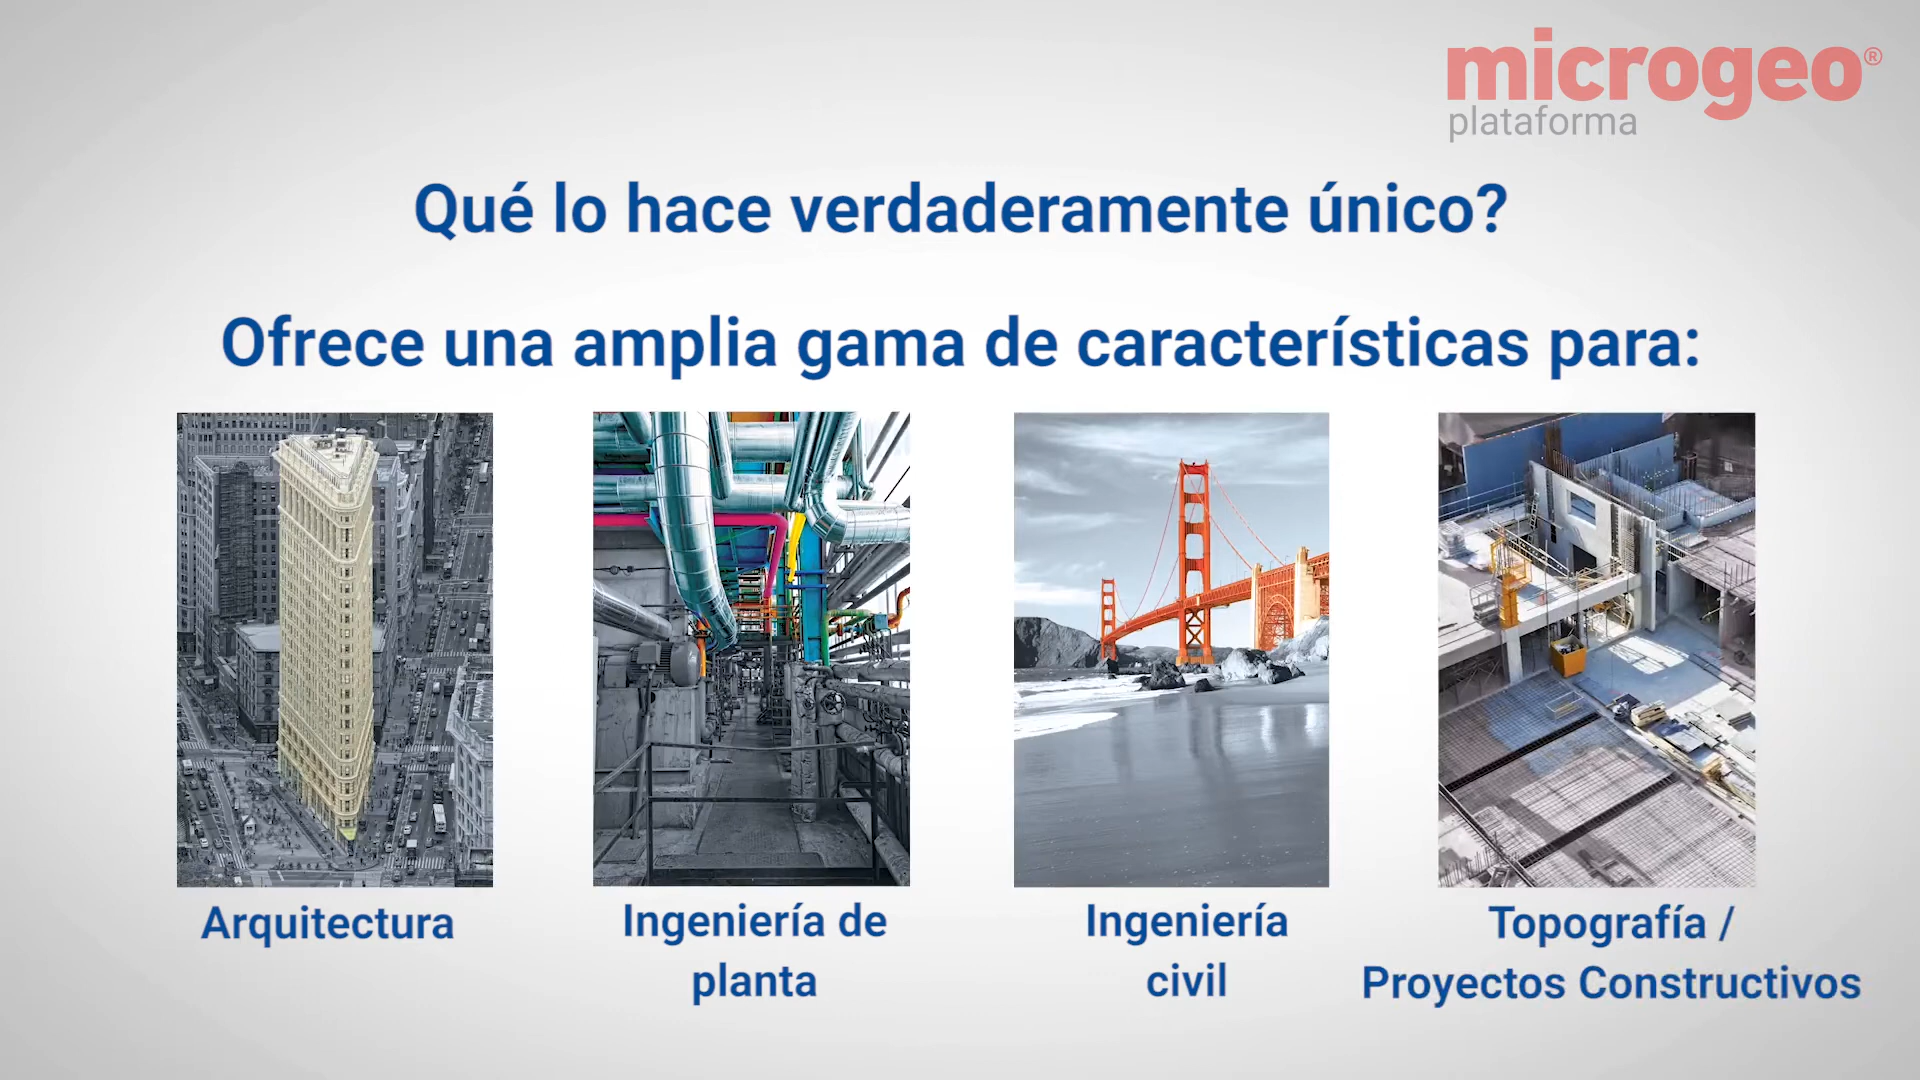 microgeo®
plataforma
Qué lo hace verdaderamente único?
Ofrece una amplia gama de características para:
Arquitectura
Ingeniería de
planta
Ingeniería
civil
Topografía /
Proyectos Constructivos